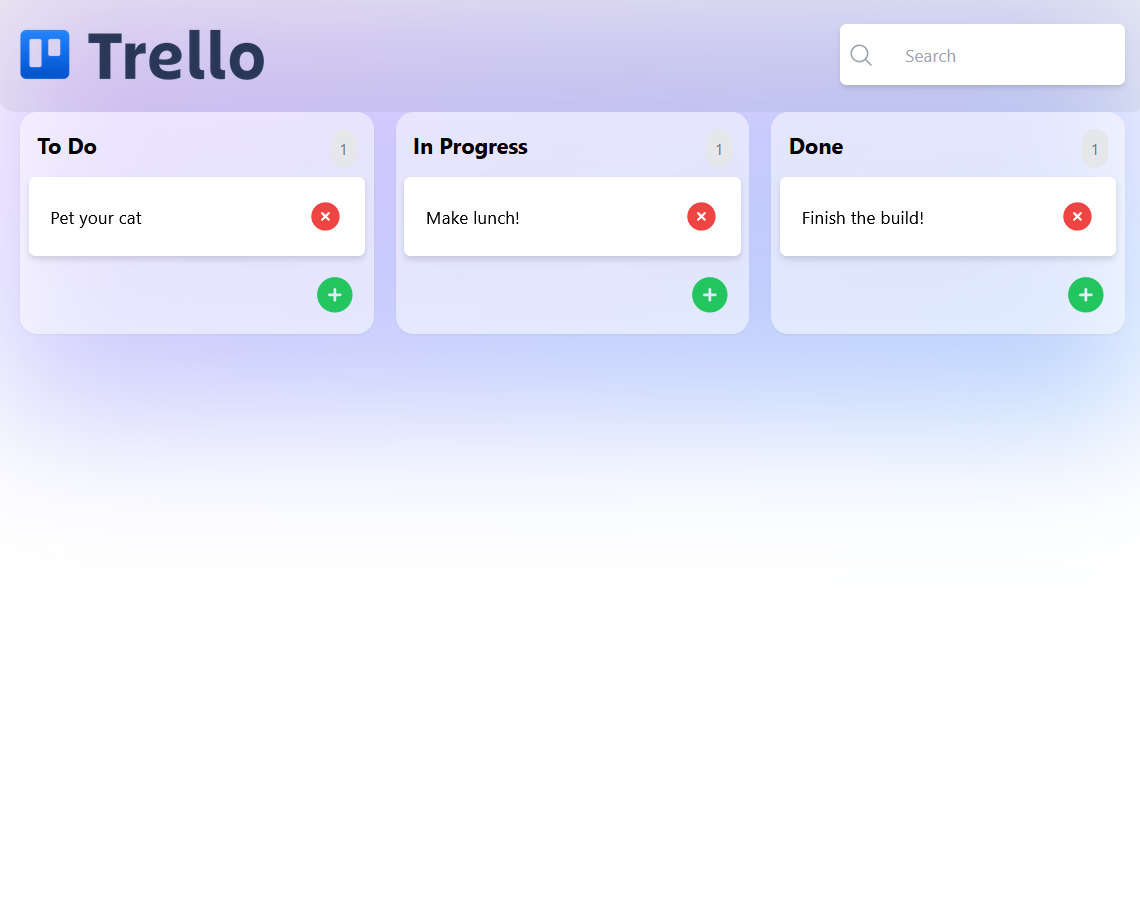 Trello
Search
To Do
1
In Progress
1
Done
1
Pet your cat
Make lunch!
Finish the build!